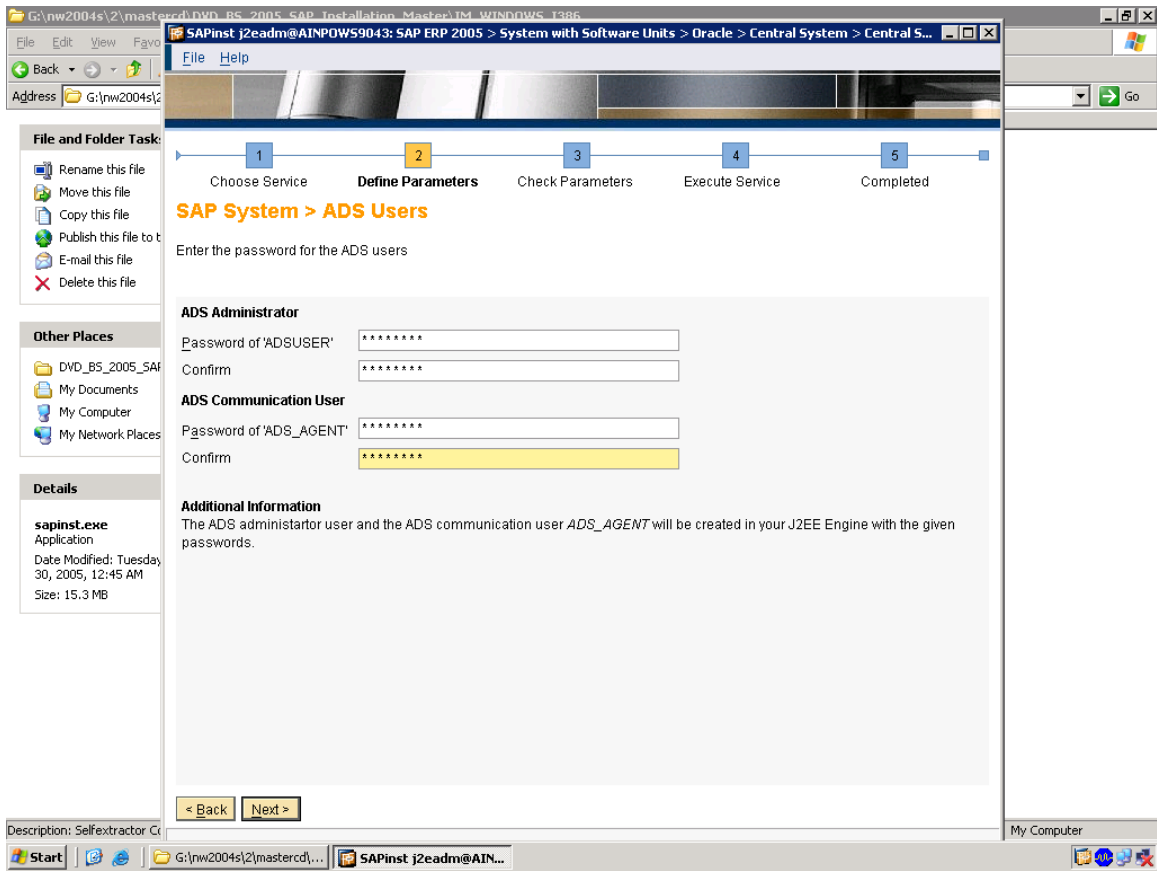 G:\nw2004s\2\mastercd\DVD_BS_2005_SAP_Installation_Master\IM_WINDOWS_I386
SAPinst j2eadm@AINPOWS9043: SAP ERP 2005 > System with Software Units > Oracle > Central System > Central S...
File Edit View Favo
File Help
Back
Address G:\nw2004s\2
Go
File and Folder Task
Rename this file
Move this file
Copy this file
Publish this file to t
E-mail this file
Delete this file
Other Places
DVD_BS_2005_SAP
My Documents
My Computer
My Network Places
Details
sapinst.exe
Application
Date Modified: Tuesday
30, 2005, 12:45 AM
Size: 15.3 MB
1 2 3 4 5
Choose Service Define Parameters Check Parameters Execute Service Completed
SAP System > ADS Users
Enter the password for the ADS users
ADS Administrator
Password of 'ADSUSER' ********
Confirm ********
ADS Communication User
Password of 'ADS_AGENT' ********
Confirm ********
Additional Information
The ADS administartor user and the ADS communication user ADS_AGENT will be created in your J2EE Engine with the given
passwords.
< Back Next >
Description: Selfextractor Co
My Computer
Start G:\nw2004s\2\mastercd\... SAPinst j2eadm@AIN...